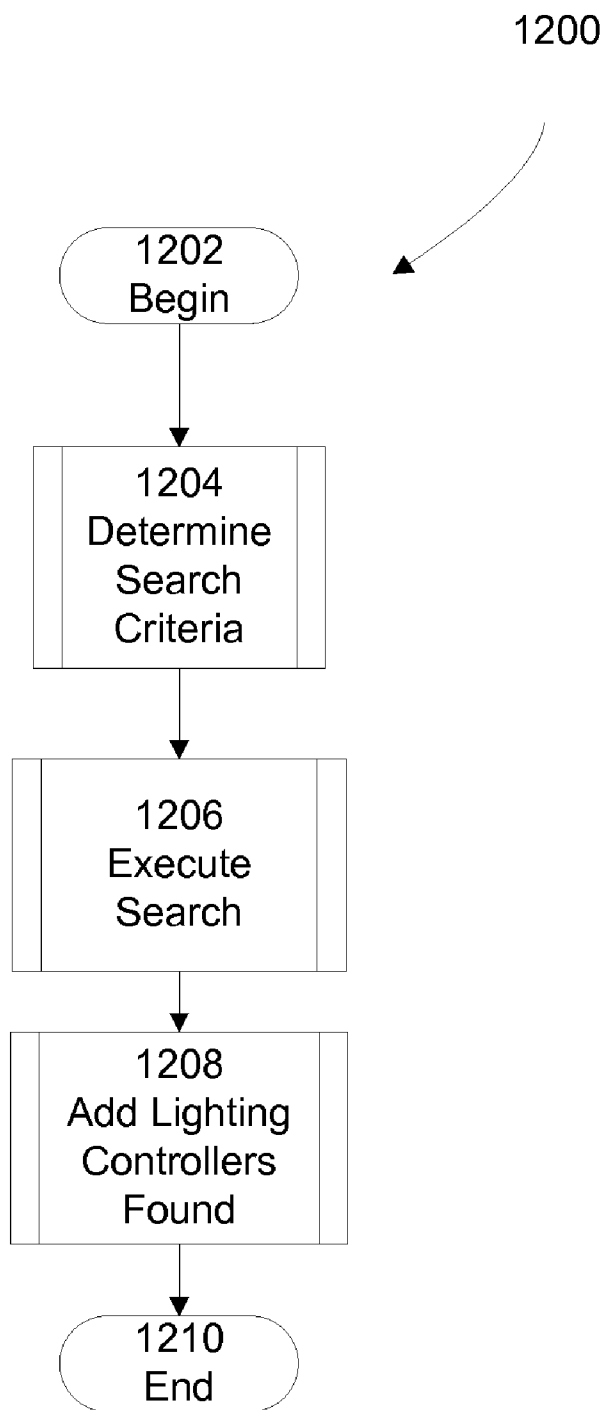 1200
1202
Begin
1204
Determine
Search
Criteria
1206
Execute
Search
1208
Add Lighting
Controllers
Found
1210
End